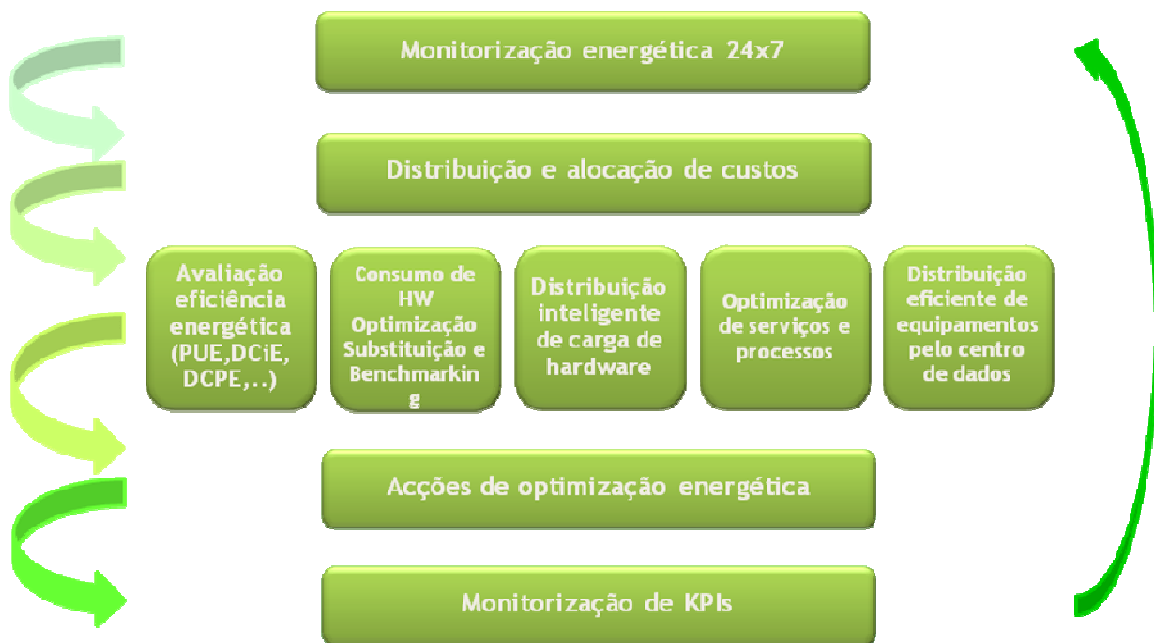 Monitorização energética 24x7
Distribuição e alocação de custos
Avaliação
eficiência
energética
(PUE,DCiE,
DCPE,..)
Consumo de
HW
Optimização
Substituição e
Benchmarkin
g
Distribuição
inteligente
de carga de
hardware
Optimização
de serviços e
processos
Distribuição
eficiente de
equipamentos
pelo centro
de dados
Acções de optimização energética
Monitorização de KPIs